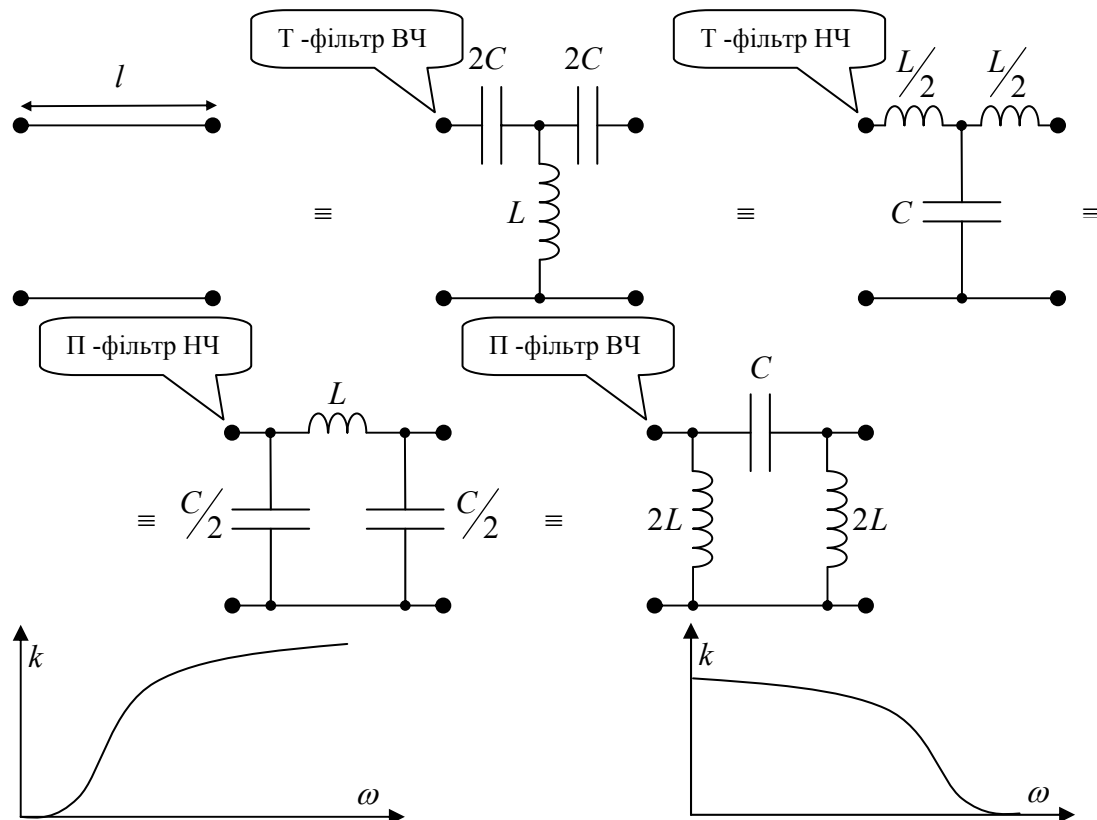 Т -фільтр ВЧ
Т -фільтр НЧ
l
2C 2C
L/2 L/2
≡ L ≡ C ≡
П -фільтр НЧ
П -фільтр ВЧ
L
C
≡ C/2 C/2 ≡ 2L 2L
k
ω
k
ω